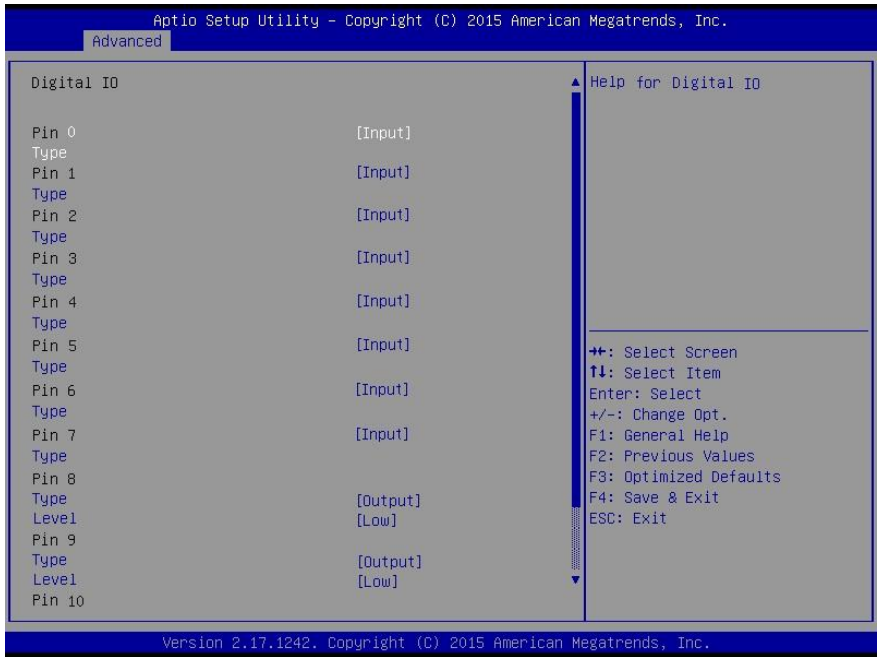 Aptio Setup Utility – Copyright (C) 2015 American Megatrends, Inc.
Advanced
Digital IO
Pin 0 [Input]
Type
Pin 1 [Input]
Type
Pin 2 [Input]
Type
Pin 3 [Input]
Type
Pin 4 [Input]
Type
Pin 5 [Input]
Type
Pin 6 [Input]
Type
Pin 7 [Input]
Type
Pin 8
Type [Output]
Level [Low]
Pin 9
Type [Output]
Level [Low]
Pin 10
Help for Digital IO
→←: Select Screen
↑↓: Select Item
Enter: Select
+/-: Change Opt.
F1: General Help
F2: Previous Values
F3: Optimized Defaults
F4: Save & Exit
ESC: Exit
Version 2.17.1242. Copyright (C) 2015 American Megatrends, Inc.